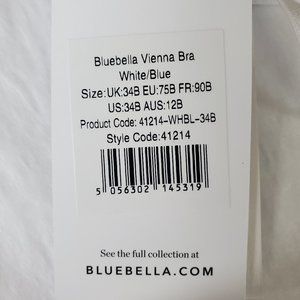 Bluebella Vienna Bra
White/Blue
Size:UK:34B EU:75B FR:90B
US:34B AUS:12B
Product Code: 41214-WHBL-34B
Style Code:41214
5 056302 145319
See the full collection at
BLUEBELLA.COM